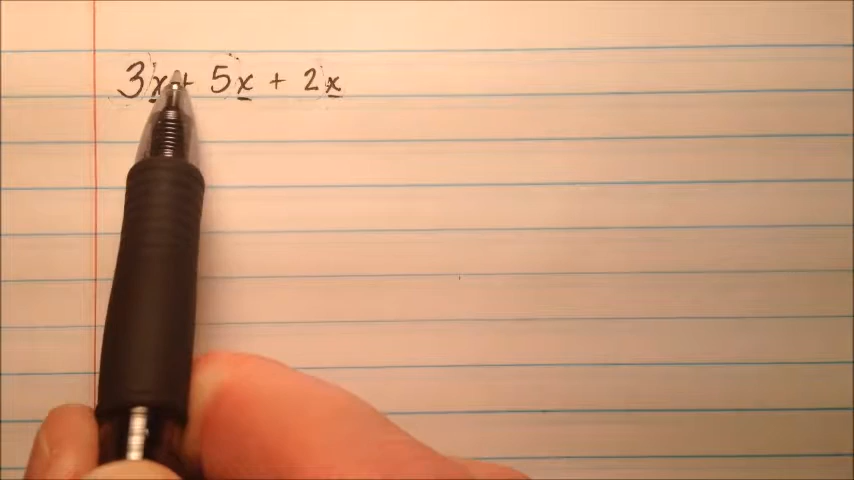 3x + 5x + 2x